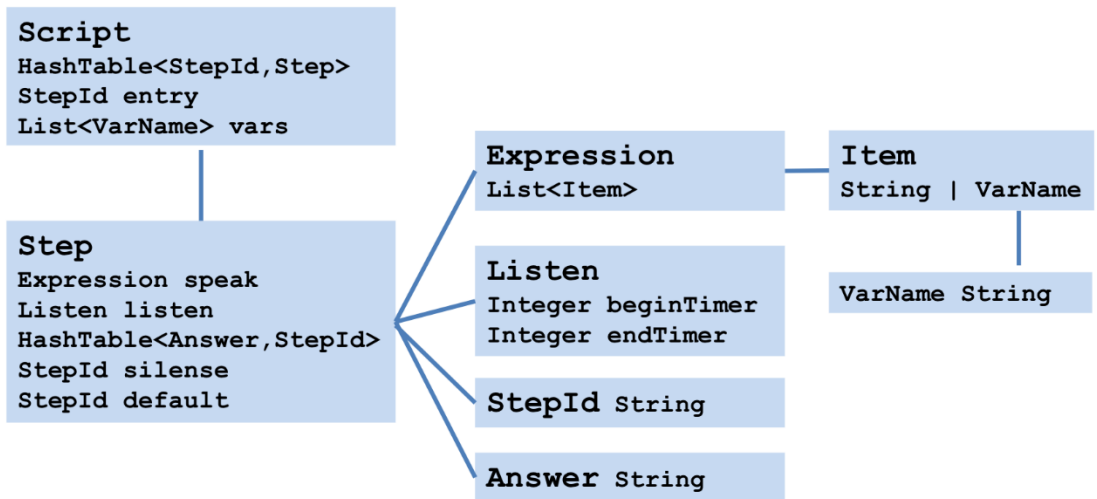 Script
HashTable<StepId,Step>
StepId entry
List<VarName> vars
Step
Expression speak
Listen listen
HashTable<Answer,StepId>
StepId silense
StepId default
Expression
List<Item>
Listen
Integer beginTimer
Integer endTimer
StepId String
Answer String
Item
String | VarName
VarName String